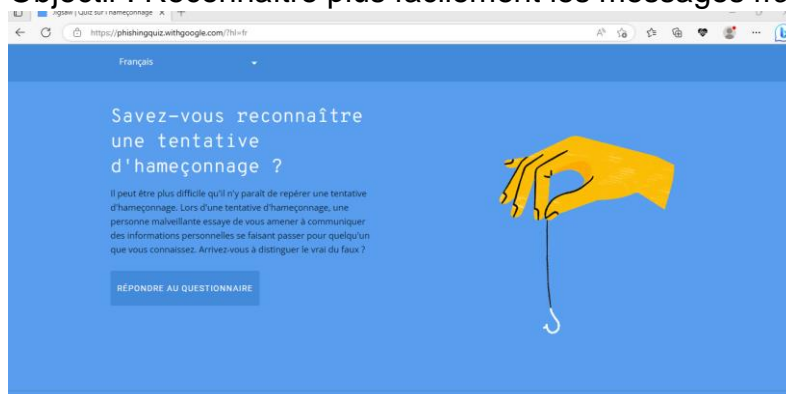 Objectif : Reconnaître plus facilement les messages
Jigsaw | Quiz sur l'hameçonnage
https://phishingquiz.withgoogle.com/?hl=fr
Français
Savez-vous reconnaître
une tentative
d'hameçonnage ?
Il peut être plus difficile qu'il n'y paraît de repérer une tentative
d'hameçonnage. Lors d'une tentative d'hameçonnage, une
personne malveillante essaye de vous amener à communiquer
des informations personnelles se faisant passer pour quelqu'un
que vous connaissez. Arrivez-vous à distinguer le vrai du faux ?
RÉPONDRE AU QUESTIONNAIRE